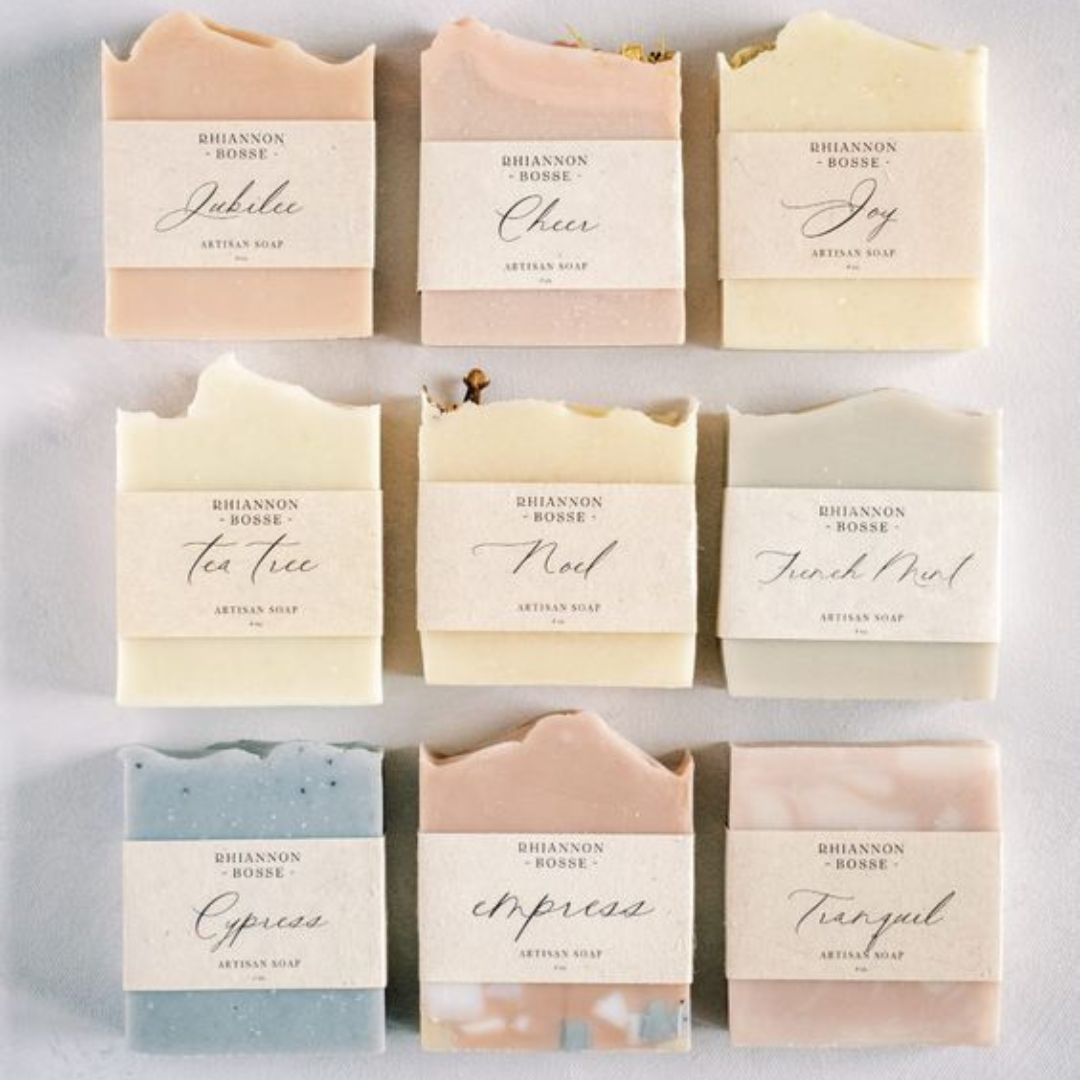 RHIANNON
- BOSSE -
Jubilee
ARTISAN SOAP
RHIANNON
- BOSSE -
Cheer
ARTISAN SOAP
RHIANNON
- BOSSE -
Joy
ARTISAN SOAP
RHIANNON
- BOSSE -
tea tree
ARTISAN SOAP
RHIANNON
- BOSSE -
Noel
ARTISAN SOAP
RHIANNON
- BOSSE -
French Mint
ARTISAN SOAP
RHIANNON
- BOSSE -
Cypress
ARTISAN SOAP
RHIANNON
- BOSSE -
empress
ARTISAN SOAP
RHIANNON
- BOSSE -
Tranquil
ARTISAN SOAP